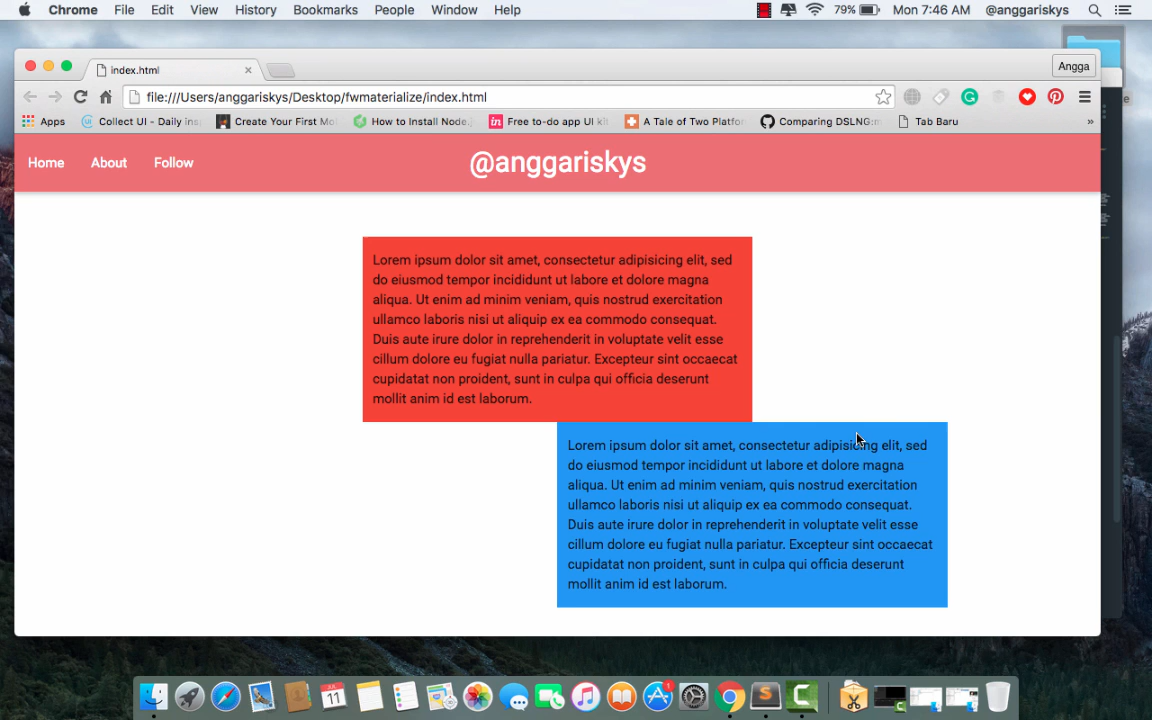 Chrome File Edit View History Bookmarks People Window Help 79% Mon 7:46 AM @anggariskys
index.html Angga
file:///Users/anggariskys/Desktop/fwmaterialize/index.html
Apps Collect UI - Daily ins Create Your First Mo How to Install Node. Free to-do app UI ki A Tale of Two Platfo Comparing DSLNG: Tab Baru »
Home About Follow @anggariskys
Lorem ipsum dolor sit amet, consectetur adipisicing elit, sed
do eiusmod tempor incididunt ut labore et dolore magna
aliqua. Ut enim ad minim veniam, quis nostrud exercitation
ullamco laboris nisi ut aliquip ex ea commodo consequat.
Duis aute irure dolor in reprehenderit in voluptate velit esse
cillum dolore eu fugiat nulla pariatur. Excepteur sint occaecat
cupidatat non proident, sunt in culpa qui officia deserunt
mollit anim id est laborum.
Lorem ipsum dolor sit amet, consectetur adipisicing elit, sed
do eiusmod tempor incididunt ut labore et dolore magna
aliqua. Ut enim ad minim veniam, quis nostrud exercitation
ullamco laboris nisi ut aliquip ex ea commodo consequat.
Duis aute irure dolor in reprehenderit in voluptate velit esse
cillum dolore eu fugiat nulla pariatur. Excepteur sint occaecat
cupidatat non proident, sunt in culpa qui officia deserunt
mollit anim id est laborum.
11